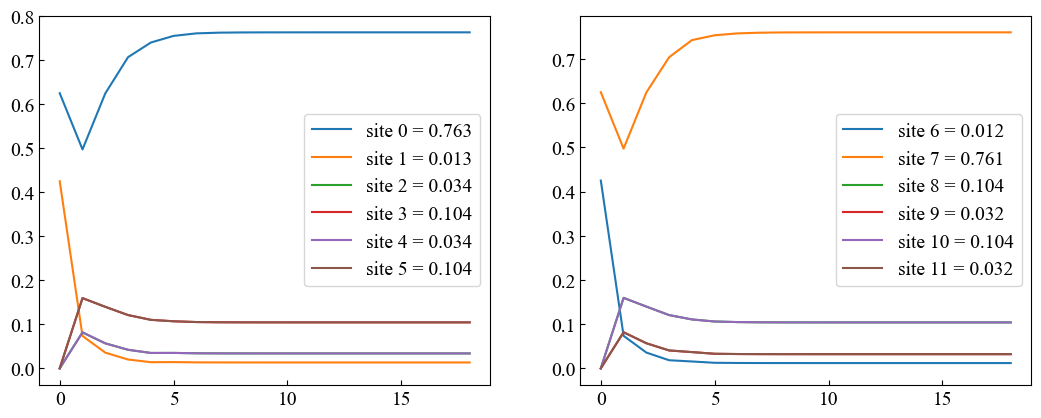 0.8
0.7
0.6
0.5
0.4
0.3
0.2
0.1
0.0
0 5 10 15
site 0 = 0.763
site 1 = 0.013
site 2 = 0.034
site 3 = 0.104
site 4 = 0.034
site 5 = 0.104
0.7
0.6
0.5
0.4
0.3
0.2
0.1
0.0
0 5 10 15
site 6 = 0.012
site 7 = 0.761
site 8 = 0.104
site 9 = 0.032
site 10 = 0.104
site 11 = 0.032